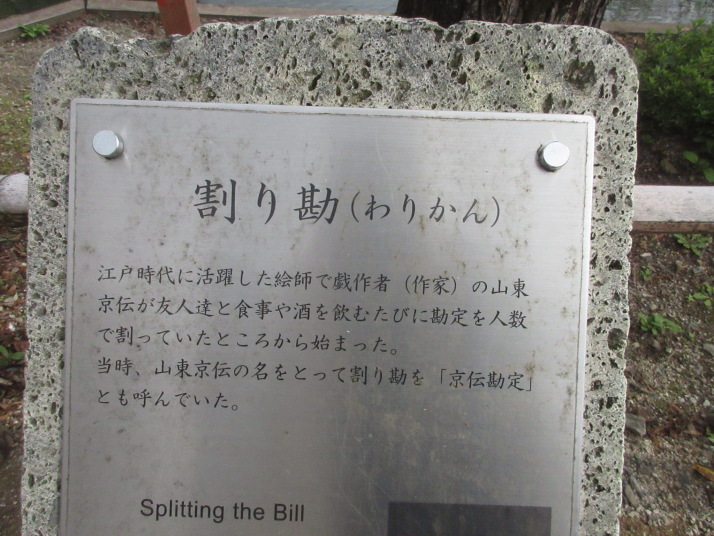 割り勘（わりかん）
江戸時代に活躍した絵師で戯作者（作家）の山東
京伝が友人達と食事や酒を飲むたびに勘定を人数
で割っていたところから始まった。
当時、山東京伝の名をとって割り勘を「京伝勘定」
とも呼んでいた。
Splitting the Bill